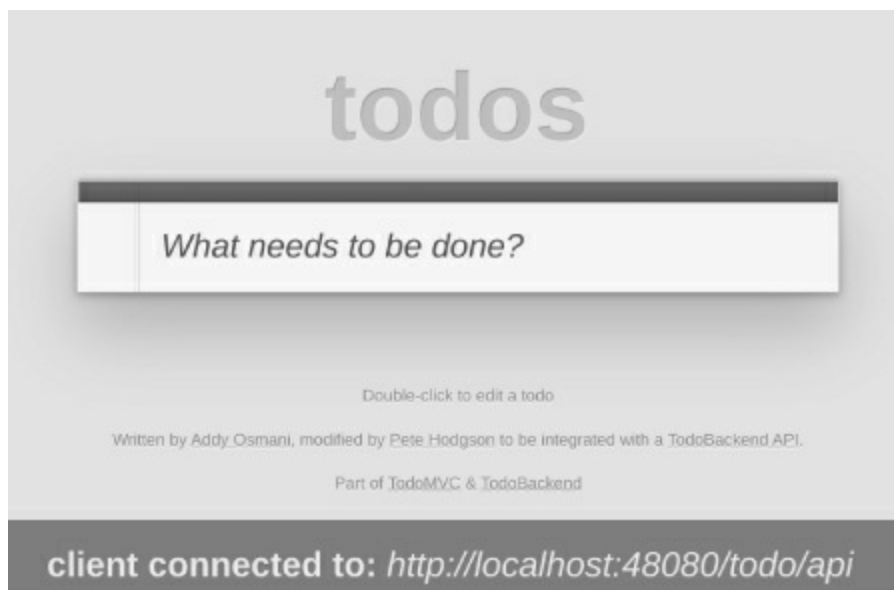 todos
What needs to be done?
Double-click to edit a todo
Written by Addy Osmani, modified by Pete Hodgson to be integrated with a TodoBackend API.
Part of TodoMVC & TodoBackend
client connected to: http://localhost:48080/todo/api